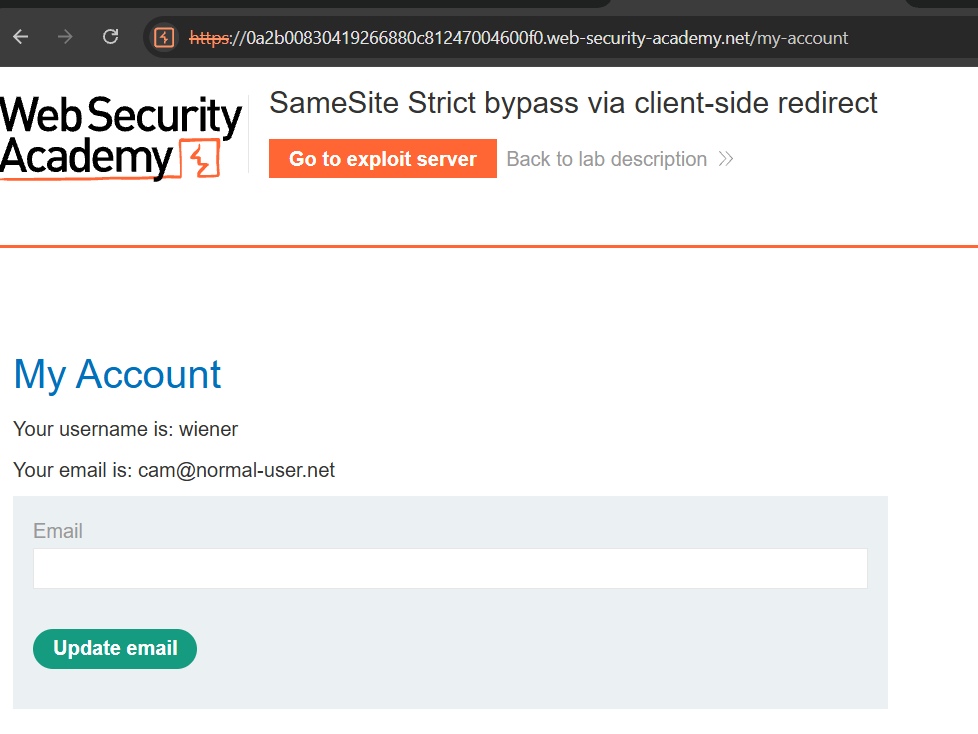 https://0a2b00830419266880c81247004600f0.web-security-academy.net/my-account
Web Security
Academy
SameSite Strict bypass via client-side redirect
Go to exploit server
Back to lab description
My Account
Your username is: wiener
Your email is: cam@normal-user.net
Email
Update email